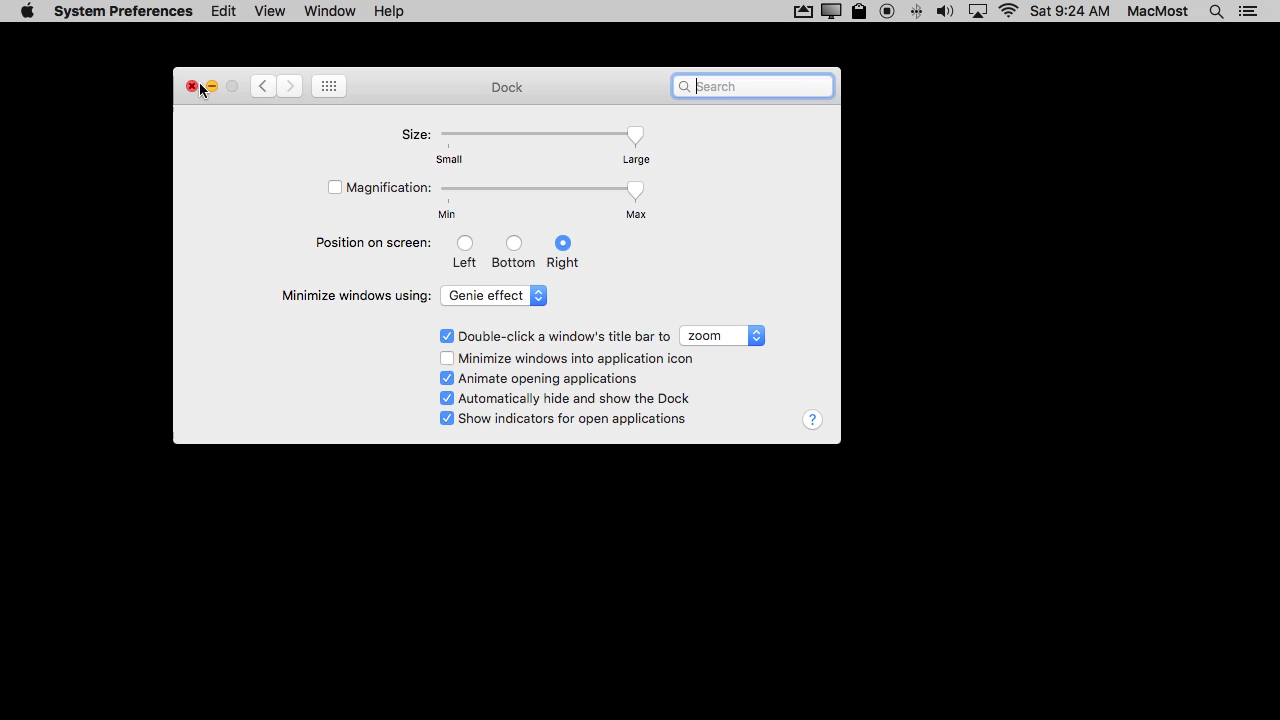 System Preferences Edit View Window Help Sat 9:24 AM MacMost
Dock Search
Size:
Small Large
Magnification:
Min Max
Position on screen:
Left Bottom Right
Minimize windows using: Genie effect
Double-click a window's title bar to zoom
Minimize windows into application icon
Animate opening applications
Automatically hide and show the Dock
Show indicators for open applications
?